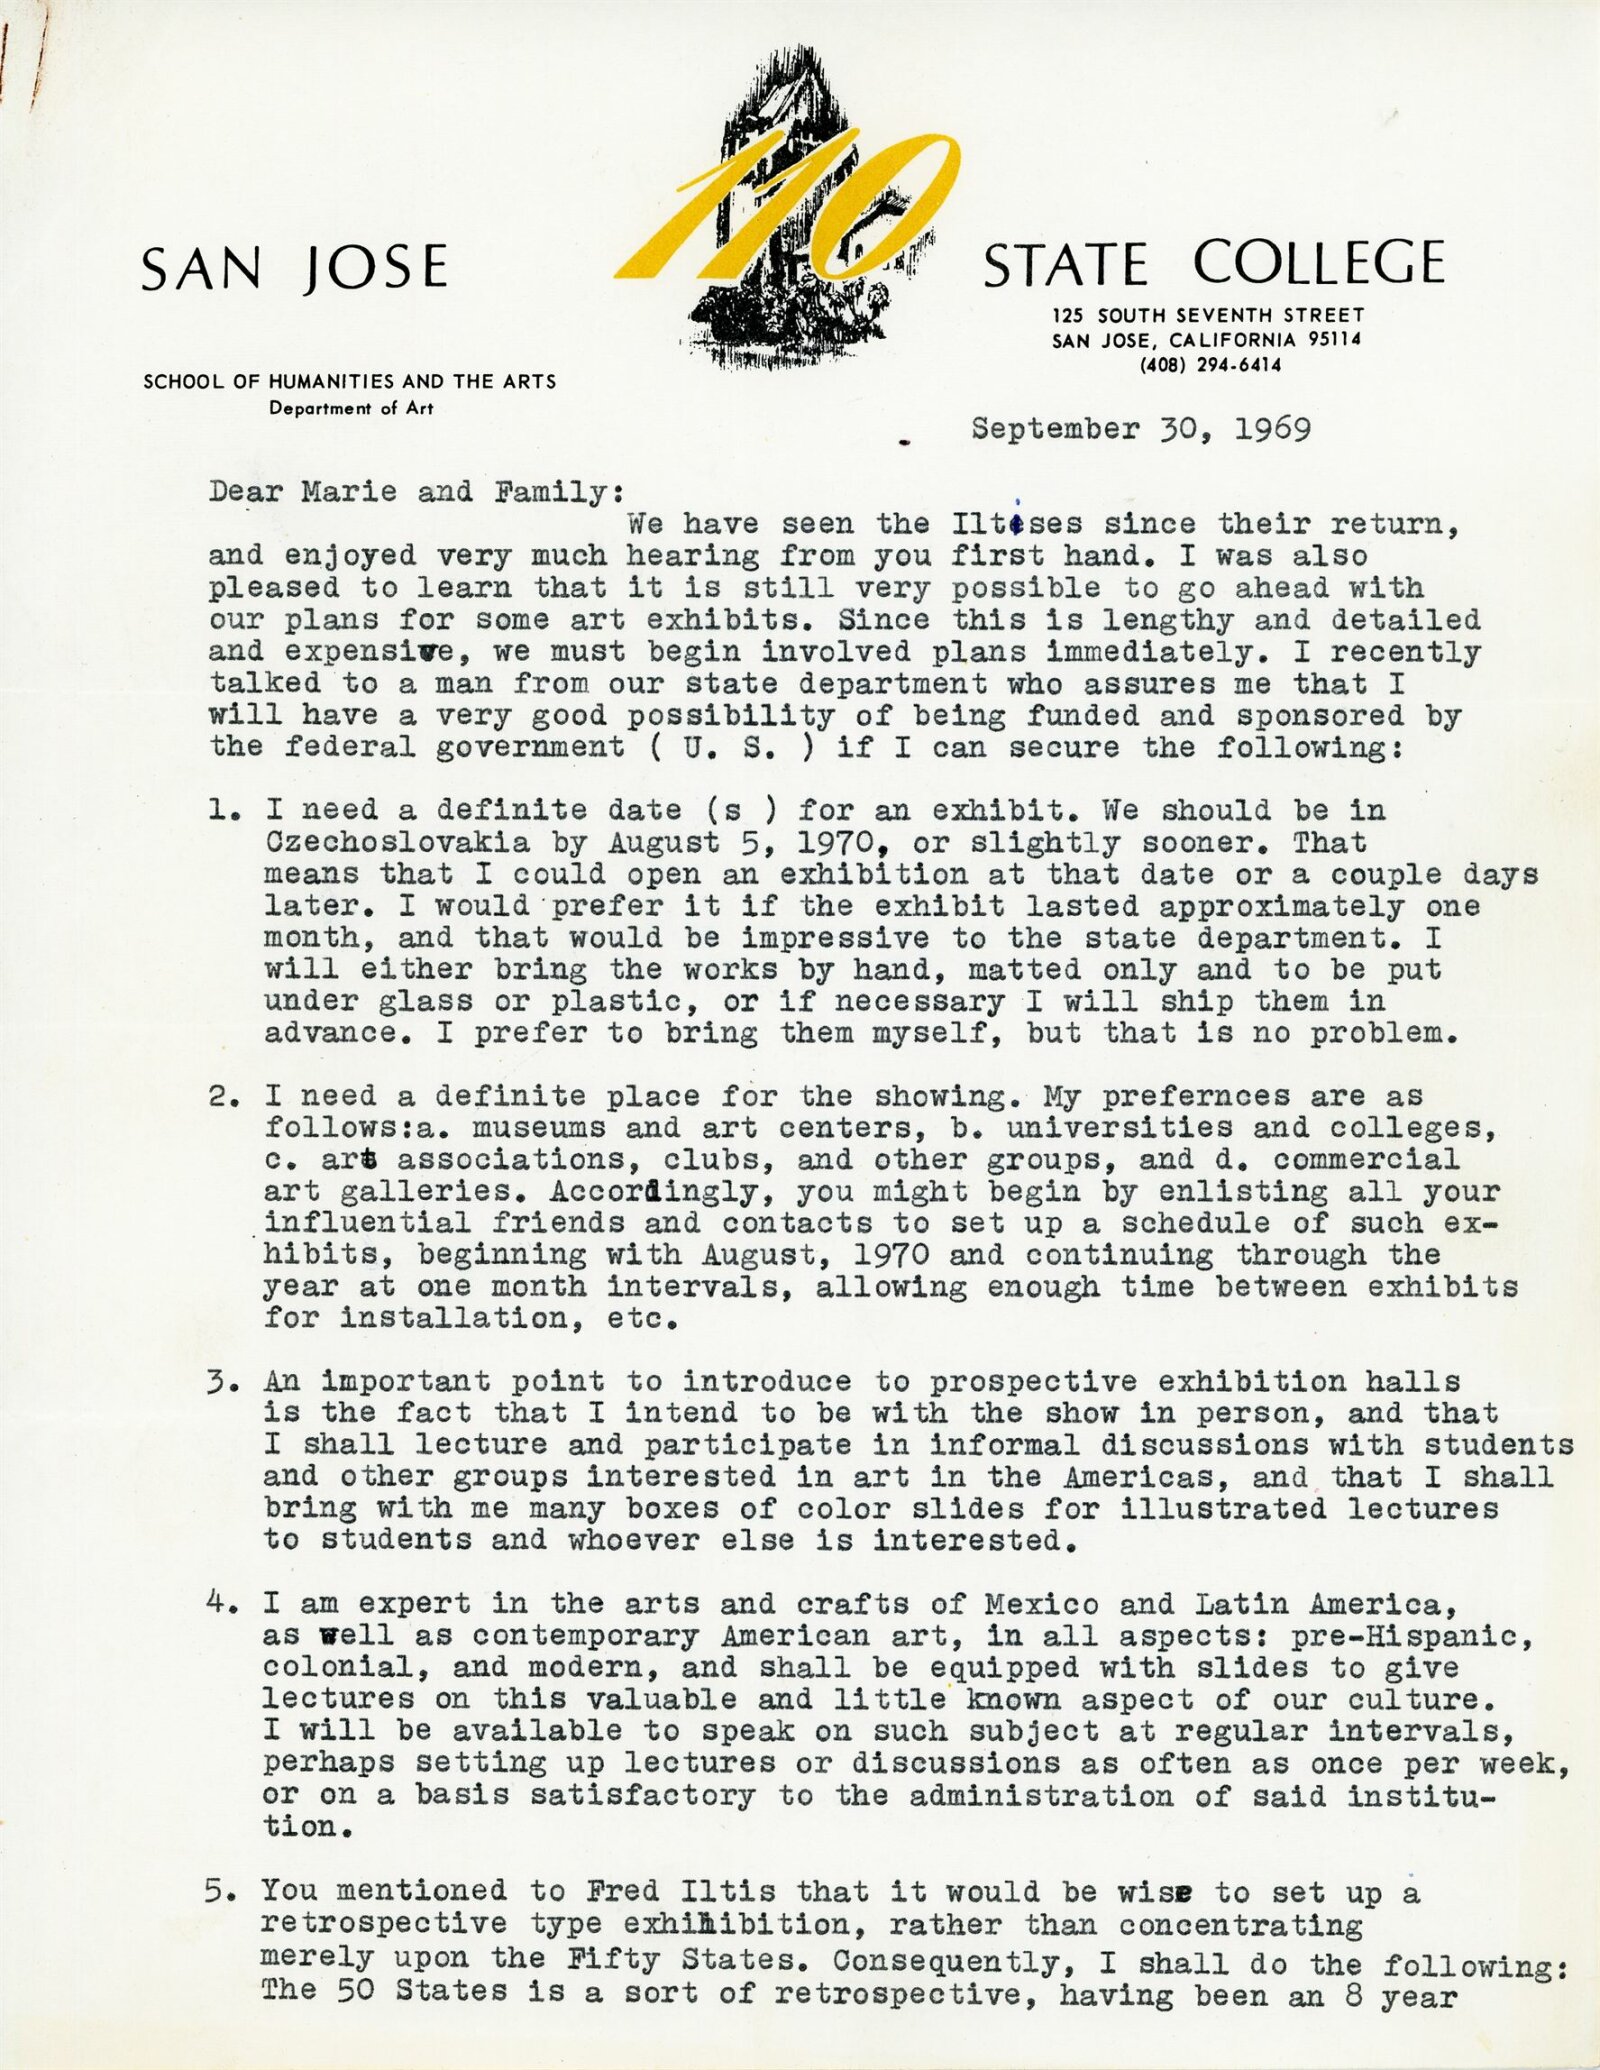 110
SAN JOSE STATE COLLEGE
125 SOUTH SEVENTH STREET
SAN JOSE, CALIFORNIA 95114
(408) 294-6414
SCHOOL OF HUMANITIES AND THE ARTS
Department of Art
September 30, 1969
Dear Marie and Family:
We have seen the Iltises since their return,
and enjoyed very much hearing from you first hand. I was also
pleased to learn that it is still very possible to go ahead with
our plans for some art exhibits. Since this is lengthy and detailed
and expensive, we must begin involved plans immediately. I recently
talked to a man from our state department who assures me that I
will have a very good possibility of being funded and sponsored by
the federal government ( U. S. ) if I can secure the following:
1. I need a definite date (s ) for an exhibit. We should be in
Czechoslovakia by August 5, 1970, or slightly sooner. That
means that I could open an exhibition at that date or a couple days
later. I would prefer it if the exhibit lasted approximately one
month, and that would be impressive to the state department. I
will either bring the works by hand, matted only and to be put
under glass or plastic, or if necessary I will ship them in
advance. I prefer to bring them myself, but that is no problem.
2. I need a definite place for the showing. My prefernces are as
follows:a. museums and art centers, b. universities and colleges,
c. art associations, clubs, and other groups, and d. commercial
art galleries. Accordingly, you might begin by enlisting all your
influential friends and contacts to set up a schedule of such ex-
hibits, beginning with August, 1970 and continuing through the
year at one month intervals, allowing enough time between exhibits
for installation, etc.
3. An important point to introduce to prospective exhibition halls
is the fact that I intend to be with the show in person, and that
I shall lecture and participate in informal discussions with students
and other groups interested in art in the Americas, and that I shall
bring with me many boxes of color slides for illustrated lectures
to students and whoever else is interested.
4. I am expert in the arts and crafts of Mexico and Latin America,
as well as contemporary American art, in all aspects: pre-Hispanic,
colonial, and modern, and shall be equipped with slides to give
lectures on this valuable and little known aspect of our culture.
I will be available to speak on such subject at regular intervals,
perhaps setting up lectures or discussions as often as once per week,
or on a basis satisfactory to the administration of said institu-
tion.
5. You mentioned to Fred Iltis that it would be wise to set up a
retrospective type exhihibition, rather than concentrating
merely upon the Fifty States. Consequently, I shall do the following:
The 50 States is a sort of retrospective, having been an 8 year